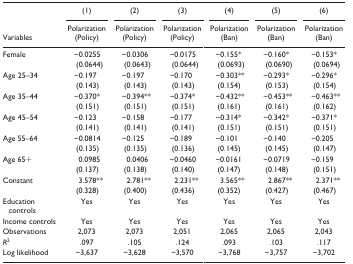 (1) (2) (3) (4) (5) (6)
Variables Polarization (Policy) Polarization (Policy) Polarization (Policy) Polarization (Ban) Polarization (Ban) Polarization (Ban)
Female −0.0255 −0.0306 −0.0175 −0.155* −0.160* −0.153*
(0.0644) (0.0643) (0.0644) (0.0693) (0.0690) (0.0694)
Age 25–34 −0.197 −0.197 −0.170 −0.303** −0.293* −0.296*
(0.143) (0.143) (0.143) (0.154) (0.153) (0.154)
Age 35–44 −0.370* −0.394** −0.374* −0.432** −0.453** −0.463**
(0.151) (0.151) (0.151) (0.161) (0.161) (0.162)
Age 45–54 −0.123 −0.158 −0.177 −0.314* −0.342* −0.371*
(0.141) (0.141) (0.141) (0.151) (0.151) (0.151)
Age 55–64 −0.0814 −0.125 −0.189 −0.101 −0.140 −0.205
(0.135) (0.135) (0.136) (0.145) (0.145) (0.147)
Age 65+ 0.0985 0.0406 −0.0460 −0.0161 −0.0719 −0.159
(0.137) (0.138) (0.140) (0.147) (0.148) (0.151)
Constant 3.578** 2.781** 2.231** 3.565** 2.867** 2.371**
(0.328) (0.400) (0.436) (0.352) (0.427) (0.467)
Education controls Yes Yes Yes Yes Yes Yes
Income controls Yes Yes Yes Yes Yes Yes
Observations 2,073 2,073 2,051 2,065 2,065 2,043
R² .097 .105 .124 .093 .103 .117
Log likelihood −3,637 −3,628 −3,570 −3,768 −3,757 −3,702